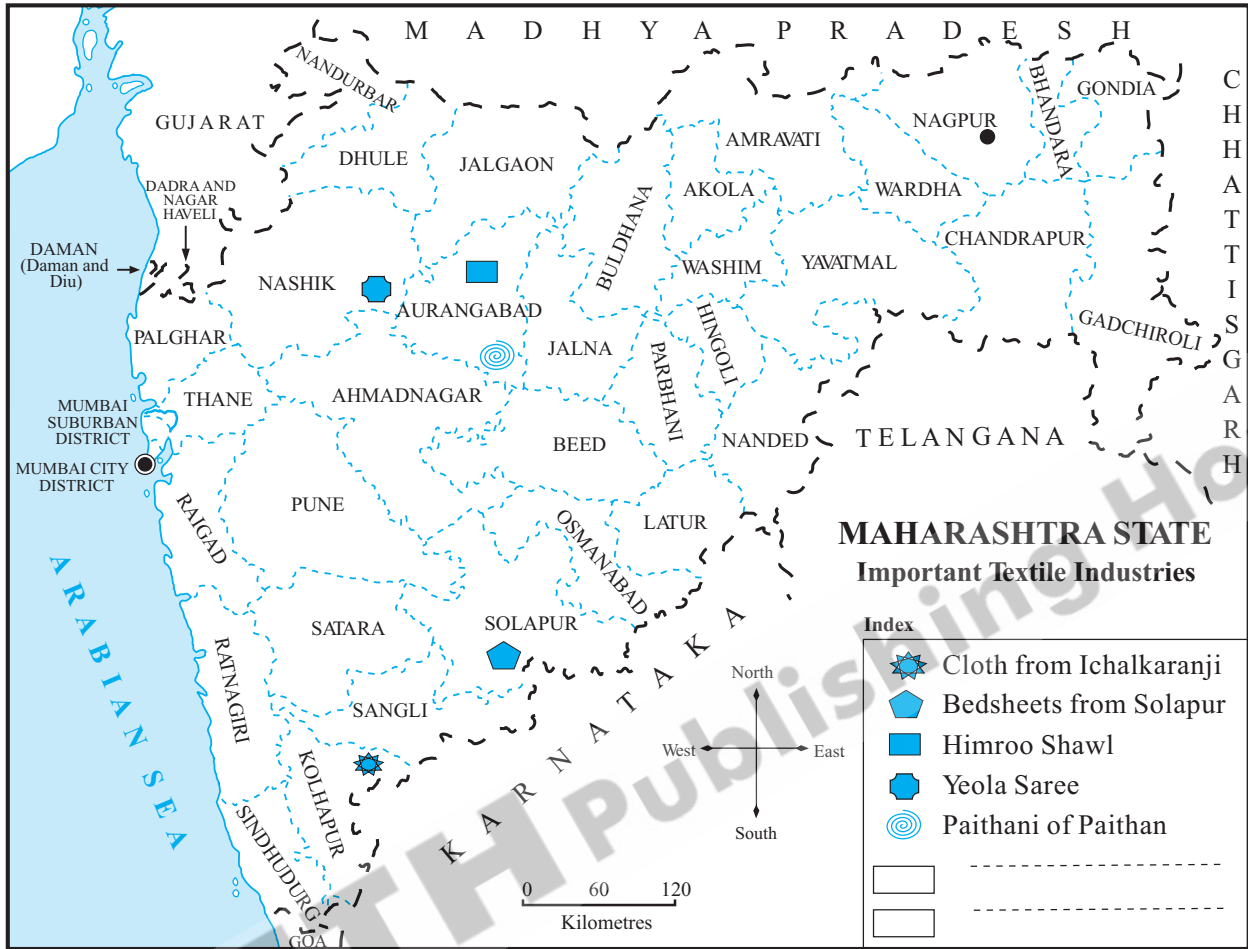 M A D H Y A P R A D E S H
C H H A T T I S G A R H
NANDURBAR
GUJARAT
DHULE
JALGAON
AMRAVATI
NAGPUR
BHANDARA
GONDIA
DADRA AND
NAGAR
HAVELI
BULDHANA
AKOLA
WARDHA
DAMAN
(Daman and
Diu)
NASHIK
AURANGABAD
WASHIM
YAVATMAL
CHANDRAPUR
GADCHIROLI
PALGHAR
JALNA
HINGOLI
PARBHANI
THANE
AHMADNAGAR
MUMBAI
SUBURBAN
DISTRICT
BEED
NANDED
TELANGANA
MUMBAI CITY
DISTRICT
RAIGAD
PUNE
OSMANABAD
LATUR
MAHARASHTRA STATE
Important Textile Industries
ARABIAN SEA
SATARA
SOLAPUR
RATNAGIRI
SANGLI
KOLHAPUR
SINDHUDURG
GOA
KARNATAKA
North
West
East
South
0 60 120
Kilometres
Index
Cloth from Ichalkaranji
Bedsheets from Solapur
Himroo Shawl
Yeola Saree
Paithani of Paithan
Publishing Ho